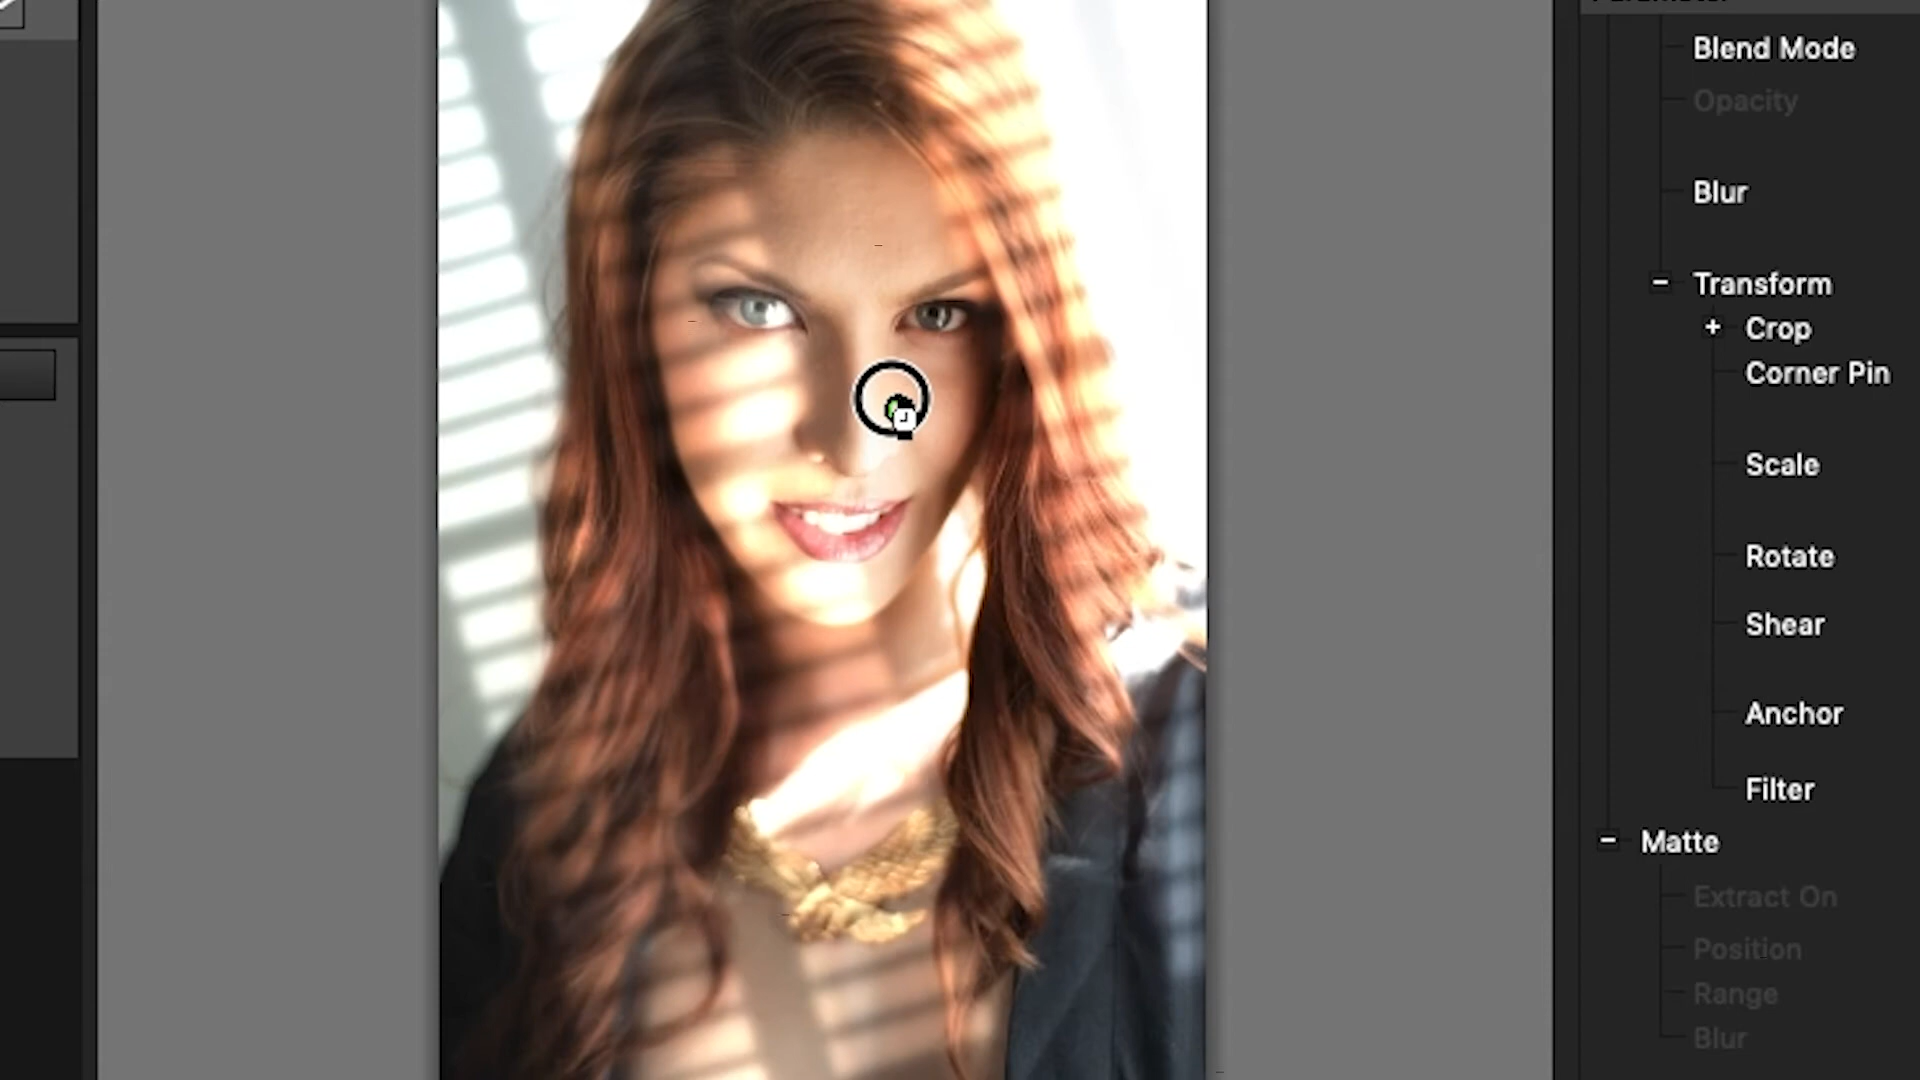 Parameter
Blend Mode
Opacity
Blur
Transform
Crop
Corner Pin
Scale
Rotate
Shear
Anchor
Filter
Matte
Extract On
Position
Range
Blur